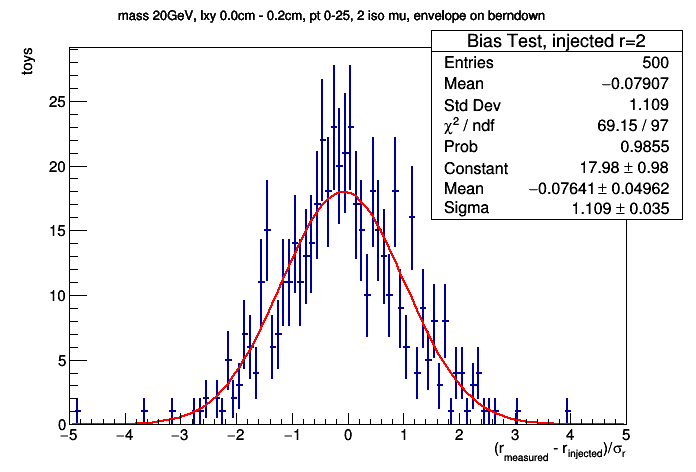 mass 20GeV, lxy 0.0cm - 0.2cm, pt 0-25, 2 iso mu, envelope on berndown
Bias Test, injected r=2
Entries 500
Mean −0.07907
Std Dev 1.109
χ² / ndf 69.15 / 97
Prob 0.9855
Constant 17.98 ± 0.98
Mean −0.07641 ± 0.04962
Sigma 1.109 ± 0.035
toys
25
20
15
10
5
0
−5 −4 −3 −2 −1 0 1 2 3 4 5
(r_measured - r_injected)/σ_r